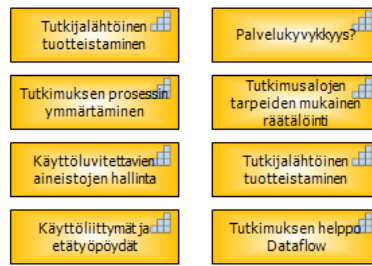 Tutkijalähtöinen
tuotteistaminen
Palvelukyvykkyys?
Tutkimuksen prosessin
ymmärtäminen
Tutkimusalojen
tarpeiden mukainen
räätälöinti
Käyttöluvitettavien
aineistojen hallinta
Tutkijalähtöinen
tuotteistaminen
Käyttöliittymät ja
etätyöpöydät
Tutkimuksen helppo
Dataflow